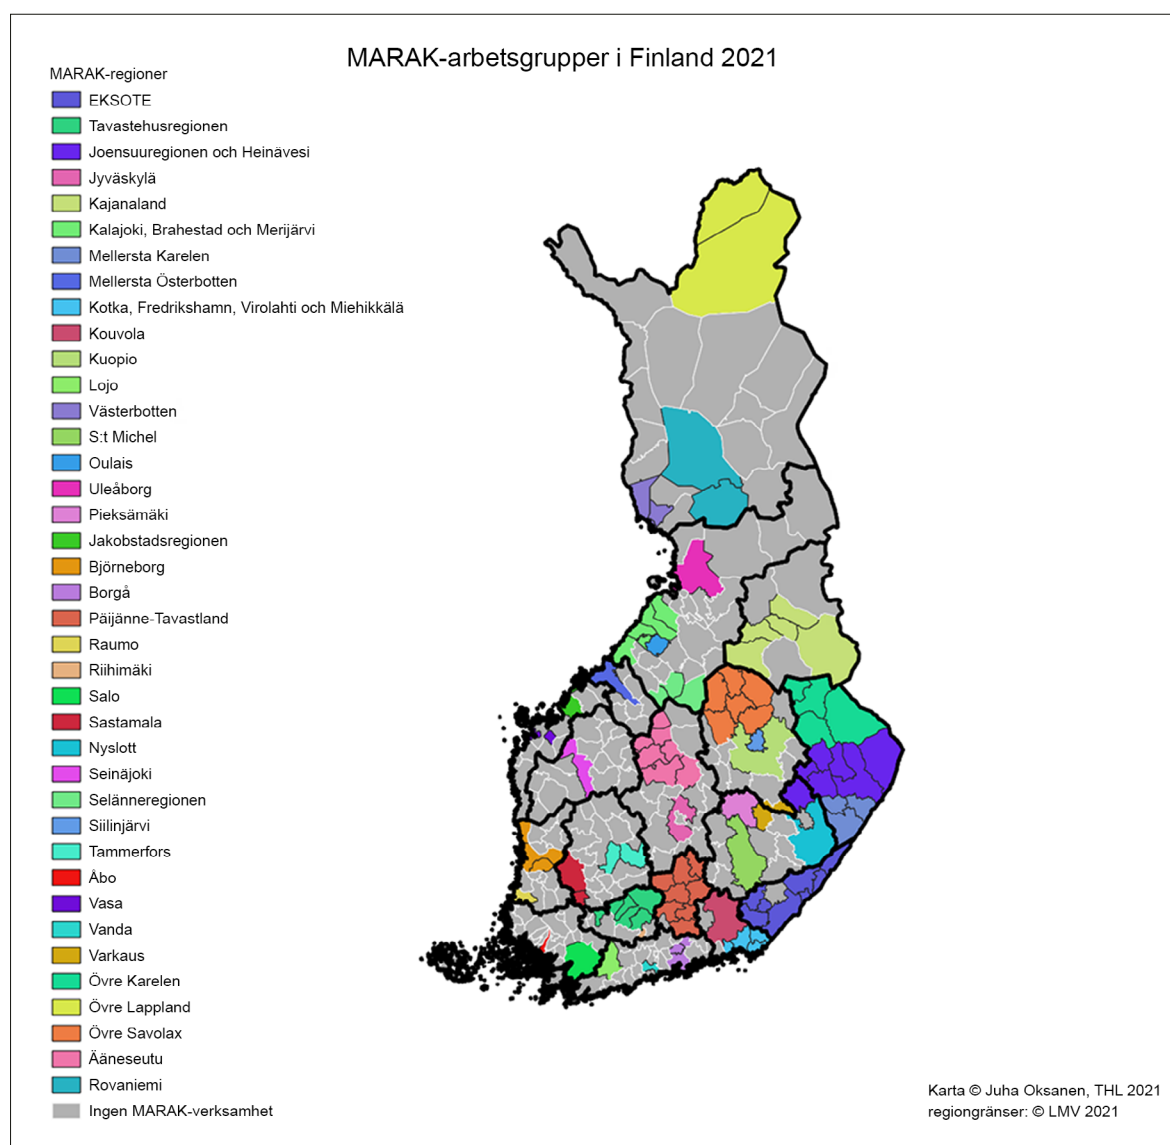 MARAK-arbetsgrupper i Finland 2021
MARAK-regioner
EKSOTE
Tavastehusregionen
Joensuuregionen och Heinävesi
Jyväskylä
Kajanaland
Kalajoki, Brahestad och Merijärvi
Mellersta Karelen
Mellersta Österbotten
Kotka, Fredrikshamn, Virolahti och Miehikkälä
Kouvola
Kuopio
Lojo
Västerbotten
S:t Michel
Oulais
Uleåborg
Pieksämäki
Jakobstadsregionen
Björneborg
Borgå
Päijänne-Tavastland
Raumo
Riihimäki
Salo
Sastamala
Nyslott
Seinäjoki
Selänneregionen
Siilinjärvi
Tammerfors
Åbo
Vasa
Vanda
Varkaus
Övre Karelen
Övre Lappland
Övre Savolax
Ääneseutu
Rovaniemi
Ingen MARAK-verksamhet
Karta © Juha Oksanen, THL 2021
regiongränser: © LMV 2021